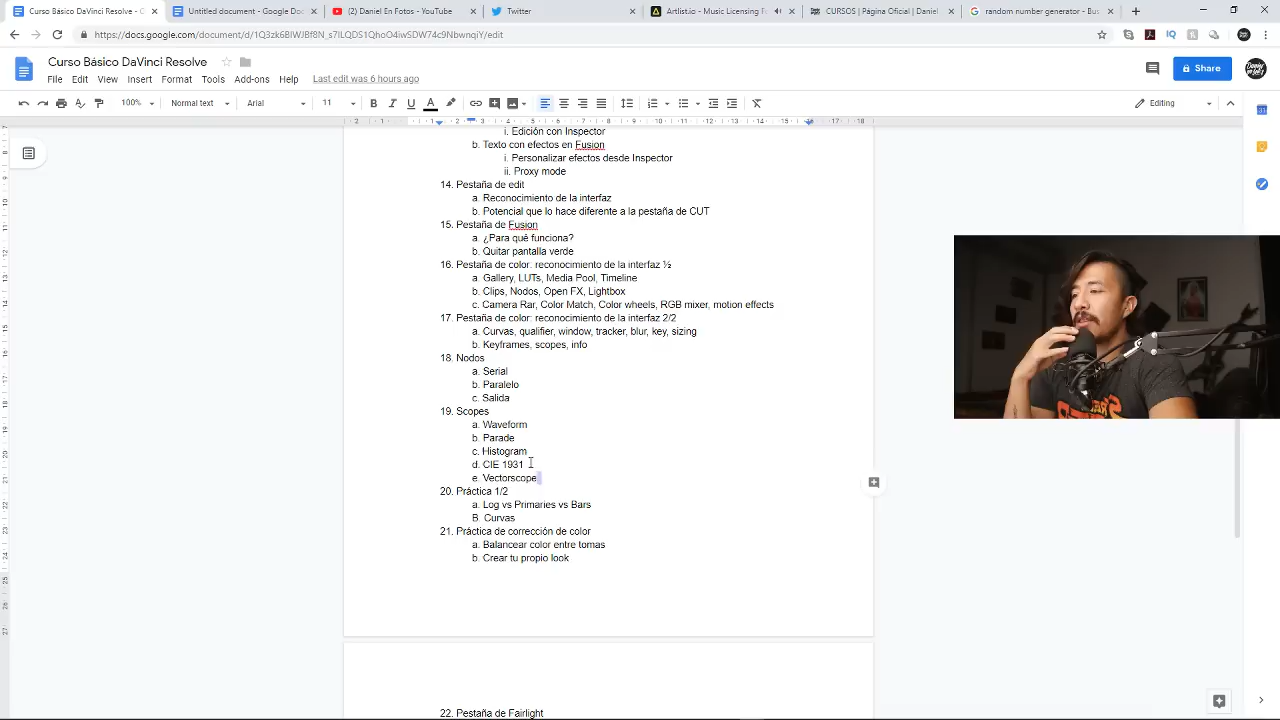 Curso Básico DaVinci Resolve - G
Untitled document - Google Doc
(2) Daniel En Fotos - YouTube
Twitter
Artlist.io - Music Licensing F
CURSOS | Página Oficial | Daniel
random number generator - Bus
https://docs.google.com/document/d/
/edit
Curso Básico DaVinci Resolve
File Edit View Insert Format Tools Add-ons Help Last edit was 6 hours ago
Share
100% Normal text Arial 11 Editing
i. Edición con Inspector
b. Texto con efectos en Fusion
i. Personalizar efectos desde Inspector
ii. Proxy mode
14. Pestaña de edit
a. Reconocimiento de la interfaz
b. Potencial que lo hace diferente a la pestaña de CUT
15. Pestaña de Fusion
a. ¿Para qué funciona?
b. Quitar pantalla verde
16. Pestaña de color: reconocimiento de la interfaz ½
a. Gallery, LUTs, Media Pool, Timeline
b. Clips, Nodos, Open FX, Lightbox
c. Camera Rar, Color Match, Color wheels, RGB mixer, motion effects
17. Pestaña de color: reconocimiento de la interfaz 2/2
a. Curvas, qualifier, window, tracker, blur, key, sizing
b. Keyframes, scopes, info
18. Nodos
a. Serial
b. Paralelo
c. Salida
19. Scopes
a. Waveform
b. Parade
c. Histogram
d. CIE 1931
e. Vectorscope
20. Práctica 1/2
a. Log vs Primaries vs Bars
B. Curvas
21. Práctica de corrección de color
a. Balancear color entre tomas
b. Crear tu propio look
22. Pestaña de Fairlight